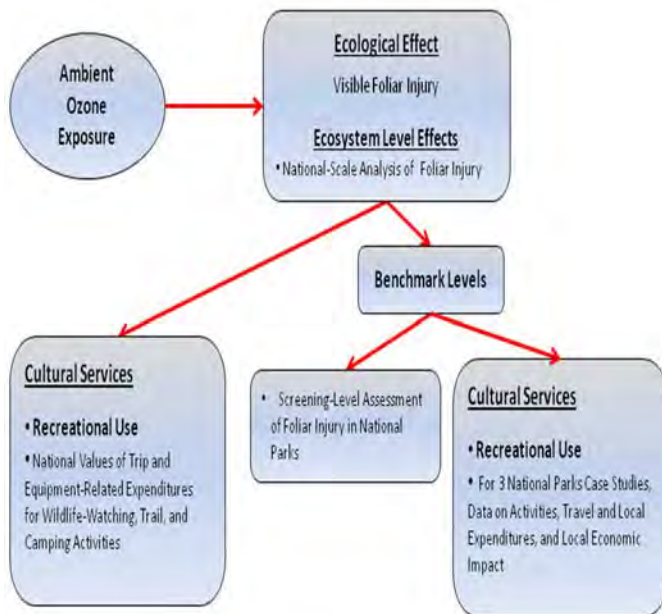 Ambient
Ozone
Exposure
Ecological Effect
Visible Foliar Injury
Ecosystem Level Effects
• National-Scale Analysis of Foliar Injury
Benchmark Levels
Cultural Services
• Recreational Use
• National Values of Trip and
Equipment-Related Expenditures
for Wildlife-Watching, Trail, and
Camping Activities
• Screening-Level Assessment
of Foliar Injury in National
Parks
Cultural Services
• Recreational Use
• For 3 National Parks Case Studies,
Data on Activities, Travel and Local
Expenditures, and Local Economic
Impact